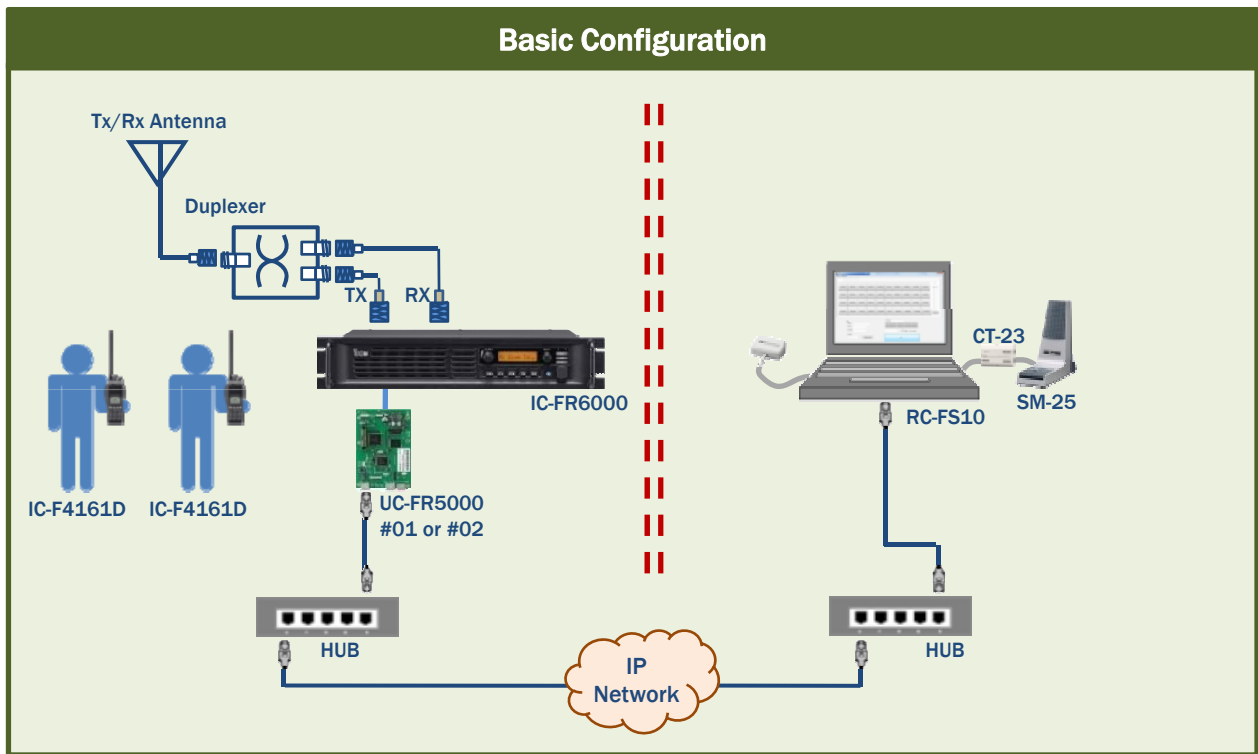 Basic Configuration
Tx/Rx Antenna
Duplexer
TX
RX
IC-FR6000
IC-F4161D
IC-F4161D
UC-FR5000
#01 or #02
HUB
IP
Network
CT-23
SM-25
RC-FS10
HUB